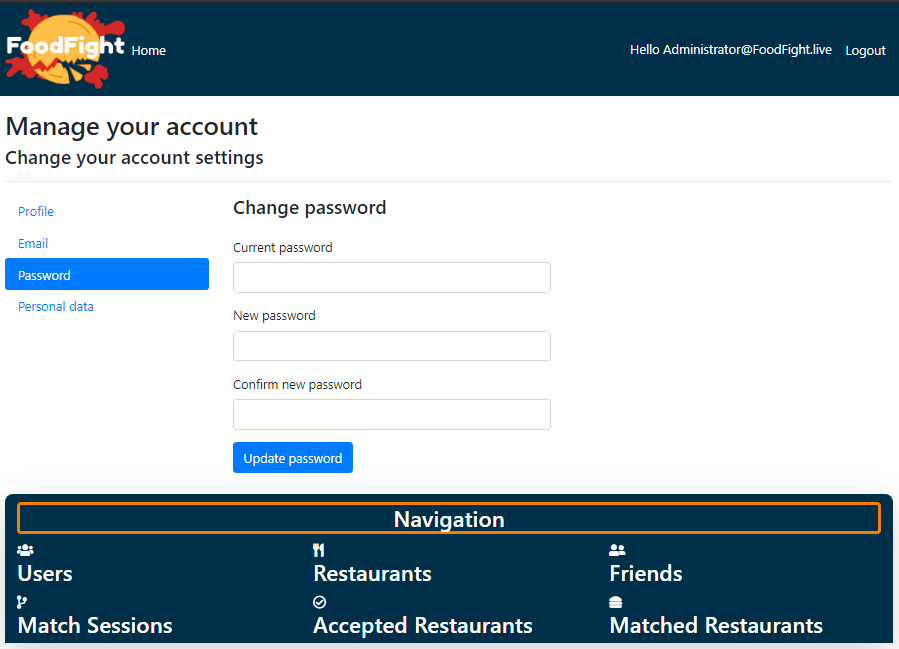 FoodFight Home Hello Administrator@FoodFight.live Logout
Manage your account
Change your account settings
Profile
Email
Password
Personal data
Change password
Current password
New password
Confirm new password
Update password
Navigation
Users Restaurants Friends
Match Sessions Accepted Restaurants Matched Restaurants